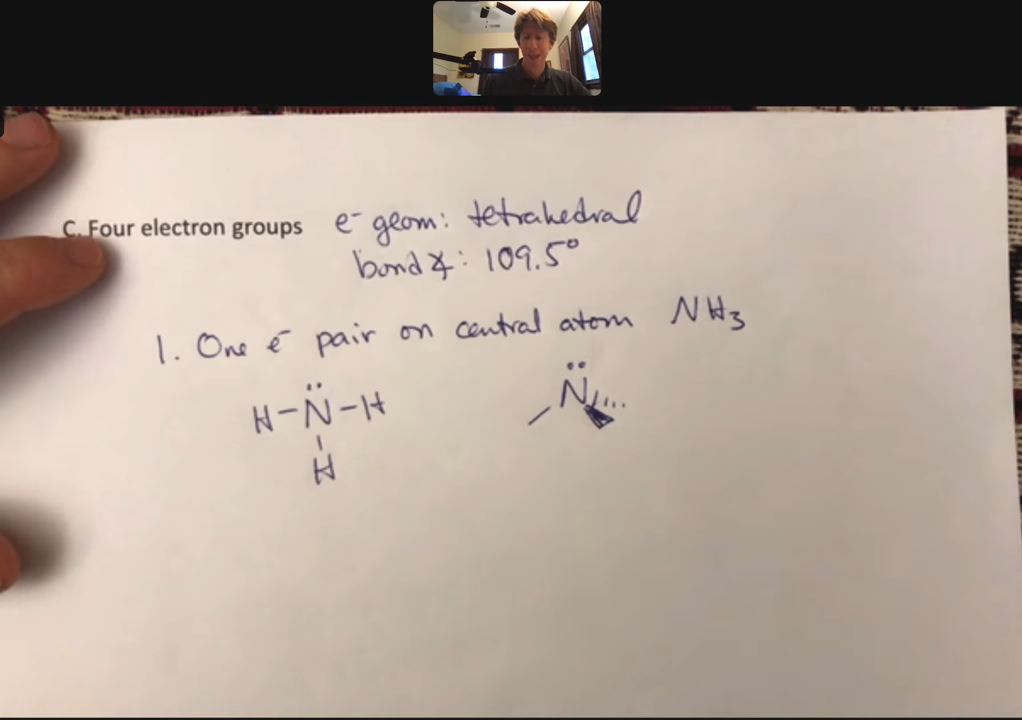 C. Four electron groups e⁻ geom: tetrahedral
bond ∡: 109.5°
1. One e⁻ pair on central atom NH₃
H–N̈–H
|
H
N̈